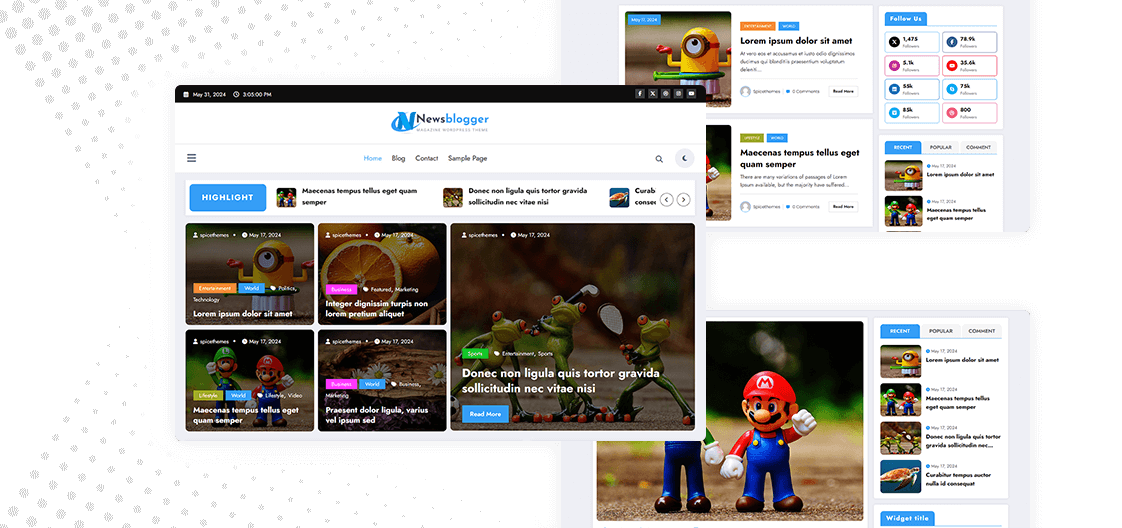 May 31, 2024 3:05:00 PM
Newsblogger
MAGAZINE WORDPRESS THEME
Home Blog Contact Sample Page
HIGHLIGHT
Maecenas tempus tellus eget quam
semper
Donec non ligula quis tortor gravida
sollicitudin nec vitae nisi
Curab
conse
spicethemes May 17, 2024
Entertainment World Politics,
Technology
Lorem ipsum dolor sit amet
spicethemes May 17, 2024
Business Featured, Marketing
Integer dignissim turpis non
lorem pretium aliquet
spicethemes May 17, 2024
Lifestyle World Lifestyle, Video
Maecenas tempus tellus eget
quam semper
spicethemes May 17, 2024
Business World Business,
Marketing
Praesent dolor ligula, varius
vel ipsum sed
spicethemes May 17, 2024
Sports Entertainment, Sports
Donec non ligula quis tortor gravida
sollicitudin nec vitae nisi
Read More
May 17, 2024
ENTERTAINMENT WORLD
Lorem ipsum dolor sit amet
At vero eos et accusamus et iusto odio dignissimos
ducimus qui blanditiis praesentium voluptatum
deleniti...
Spicethemes 0 Comments Read More
LIFESTYLE WORLD
Maecenas tempus tellus eget
quam semper
There are many variations of passages of Lorem
Ipsum available, but the majority have suffered...
Spicethemes 0 Comments Read More
Follow Us
1,475
Followers
78.9k
Followers
5.1k
Followers
35.6k
Followers
55k
Followers
75k
Followers
85k
Followers
800
Followers
RECENT POPULAR COMMENT
May 17, 2024
Lorem ipsum dolor sit amet
May 17, 2024
Maecenas tempus tellus
eget quam semper
RECENT POPULAR COMMENT
May 17, 2024
Lorem ipsum dolor sit amet
May 17, 2024
Maecenas tempus tellus
eget quam semper
May 17, 2024
Donec non ligula quis tortor
gravida sollicitudin nec...
May 17, 2024
Curabitur tempus auctor
nulla id consequat
Widget title